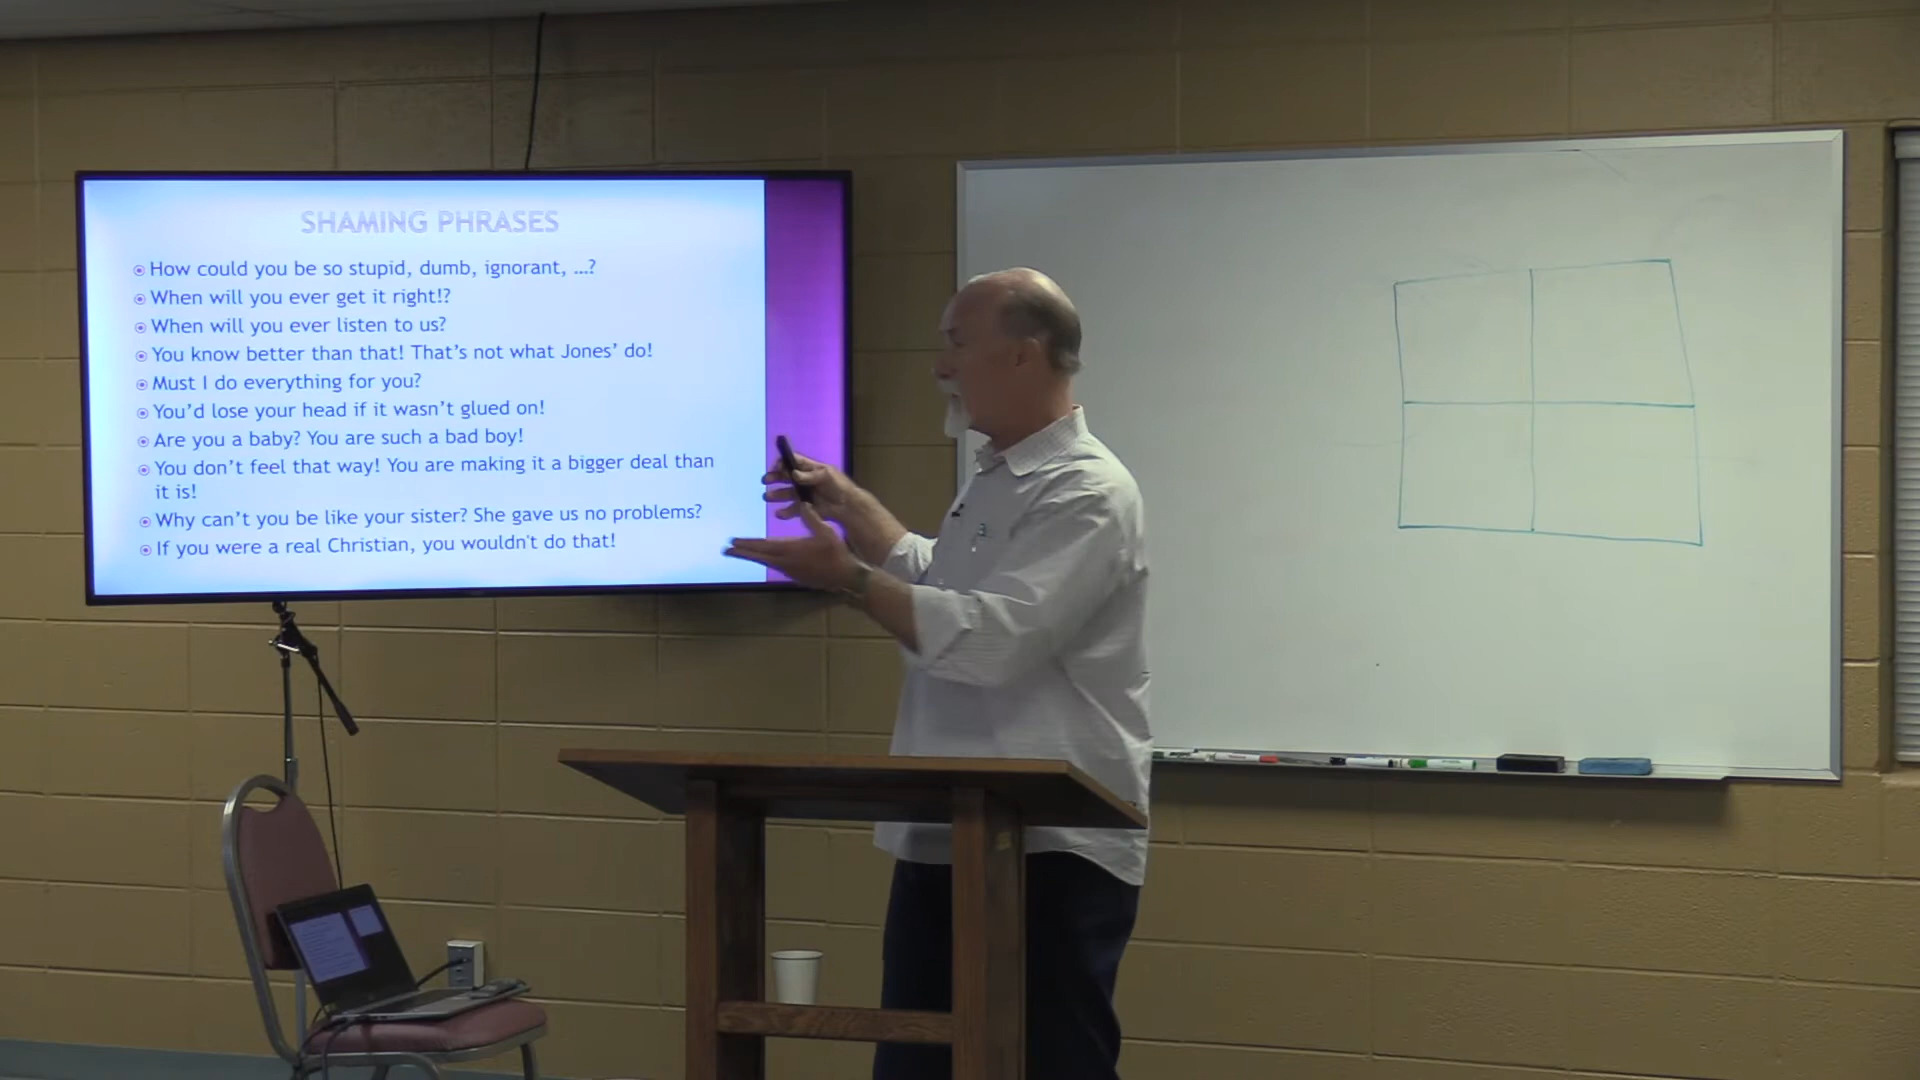 SHAMING PHRASES
How could you be so stupid, dumb, ignorant, ...?
When will you ever get it right!?
When will you ever listen to us?
You know better than that! That's not what Jones' do!
Must I do everything for you?
You'd lose your head if it wasn't glued on!
Are you a baby? You are such a bad boy!
You don't feel that way! You are making it a bigger deal than
it is!
Why can't you be like your sister? She gave us no problems?
If you were a real Christian, you wouldn't do that!